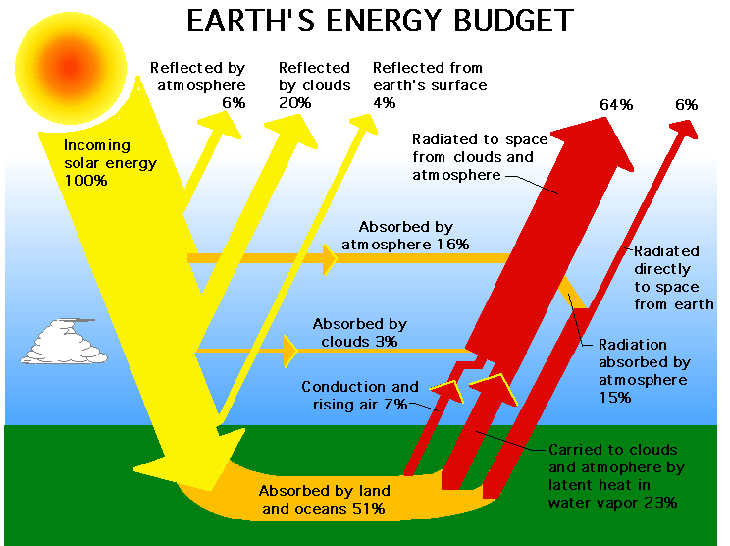 EARTH'S ENERGY BUDGET
Reflected by
atmosphere
6%
Reflected
by clouds
20%
Reflected from
earth's surface
4%
64%
6%
Incoming
solar energy
100%
Radiated to space
from clouds and
atmosphere
Absorbed by
atmosphere 16%
Radiated
directly
to space
from earth
Absorbed by
clouds 3%
Radiation
absorbed by
atmosphere
15%
Conduction and
rising air 7%
Carried to clouds
and atmophere by
latent heat in
water vapor 23%
Absorbed by land
and oceans 51%